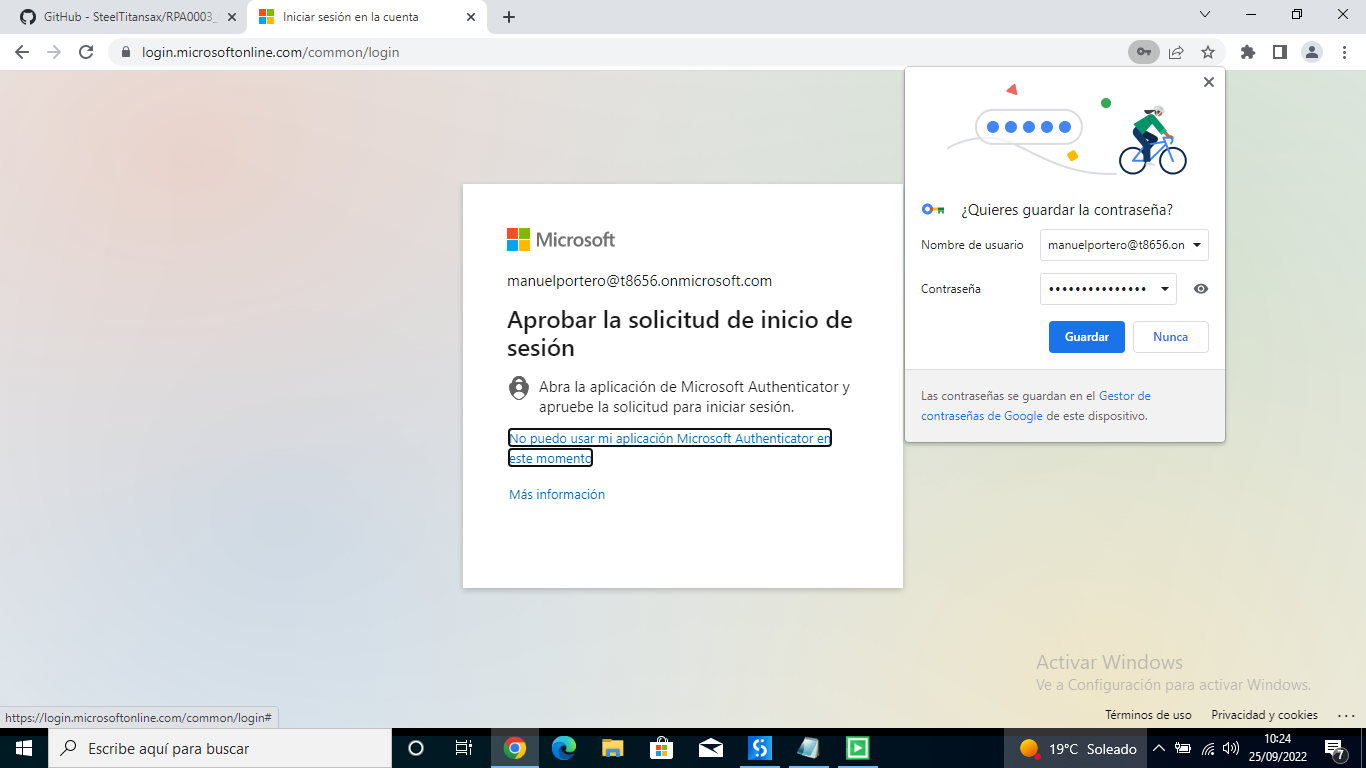 GitHub - SteelTitansax/RPA0003_
Iniciar sesión en la cuenta
login.microsoftonline.com/common/login
Microsoft
manuelportero@t8656.onmicrosoft.com
Aprobar la solicitud de inicio de
sesión
Abra la aplicación de Microsoft Authenticator y
apruebe la solicitud para iniciar sesión.
No puedo usar mi aplicación Microsoft Authenticator en
este momento
Más información
¿Quieres guardar la contraseña?
Nombre de usuario
manuelportero@t8656.on
Contraseña
•••••••••••••••
Guardar
Nunca
Las contraseñas se guardan en el Gestor de
contraseñas de Google de este dispositivo.
Activar Windows
Ve a Configuración para activar Windows.
https://login.microsoftonline.com/common/login#
Términos de uso
Privacidad y cookies
...
Escribe aquí para buscar
19°C Soleado
10:24
25/09/2022
7